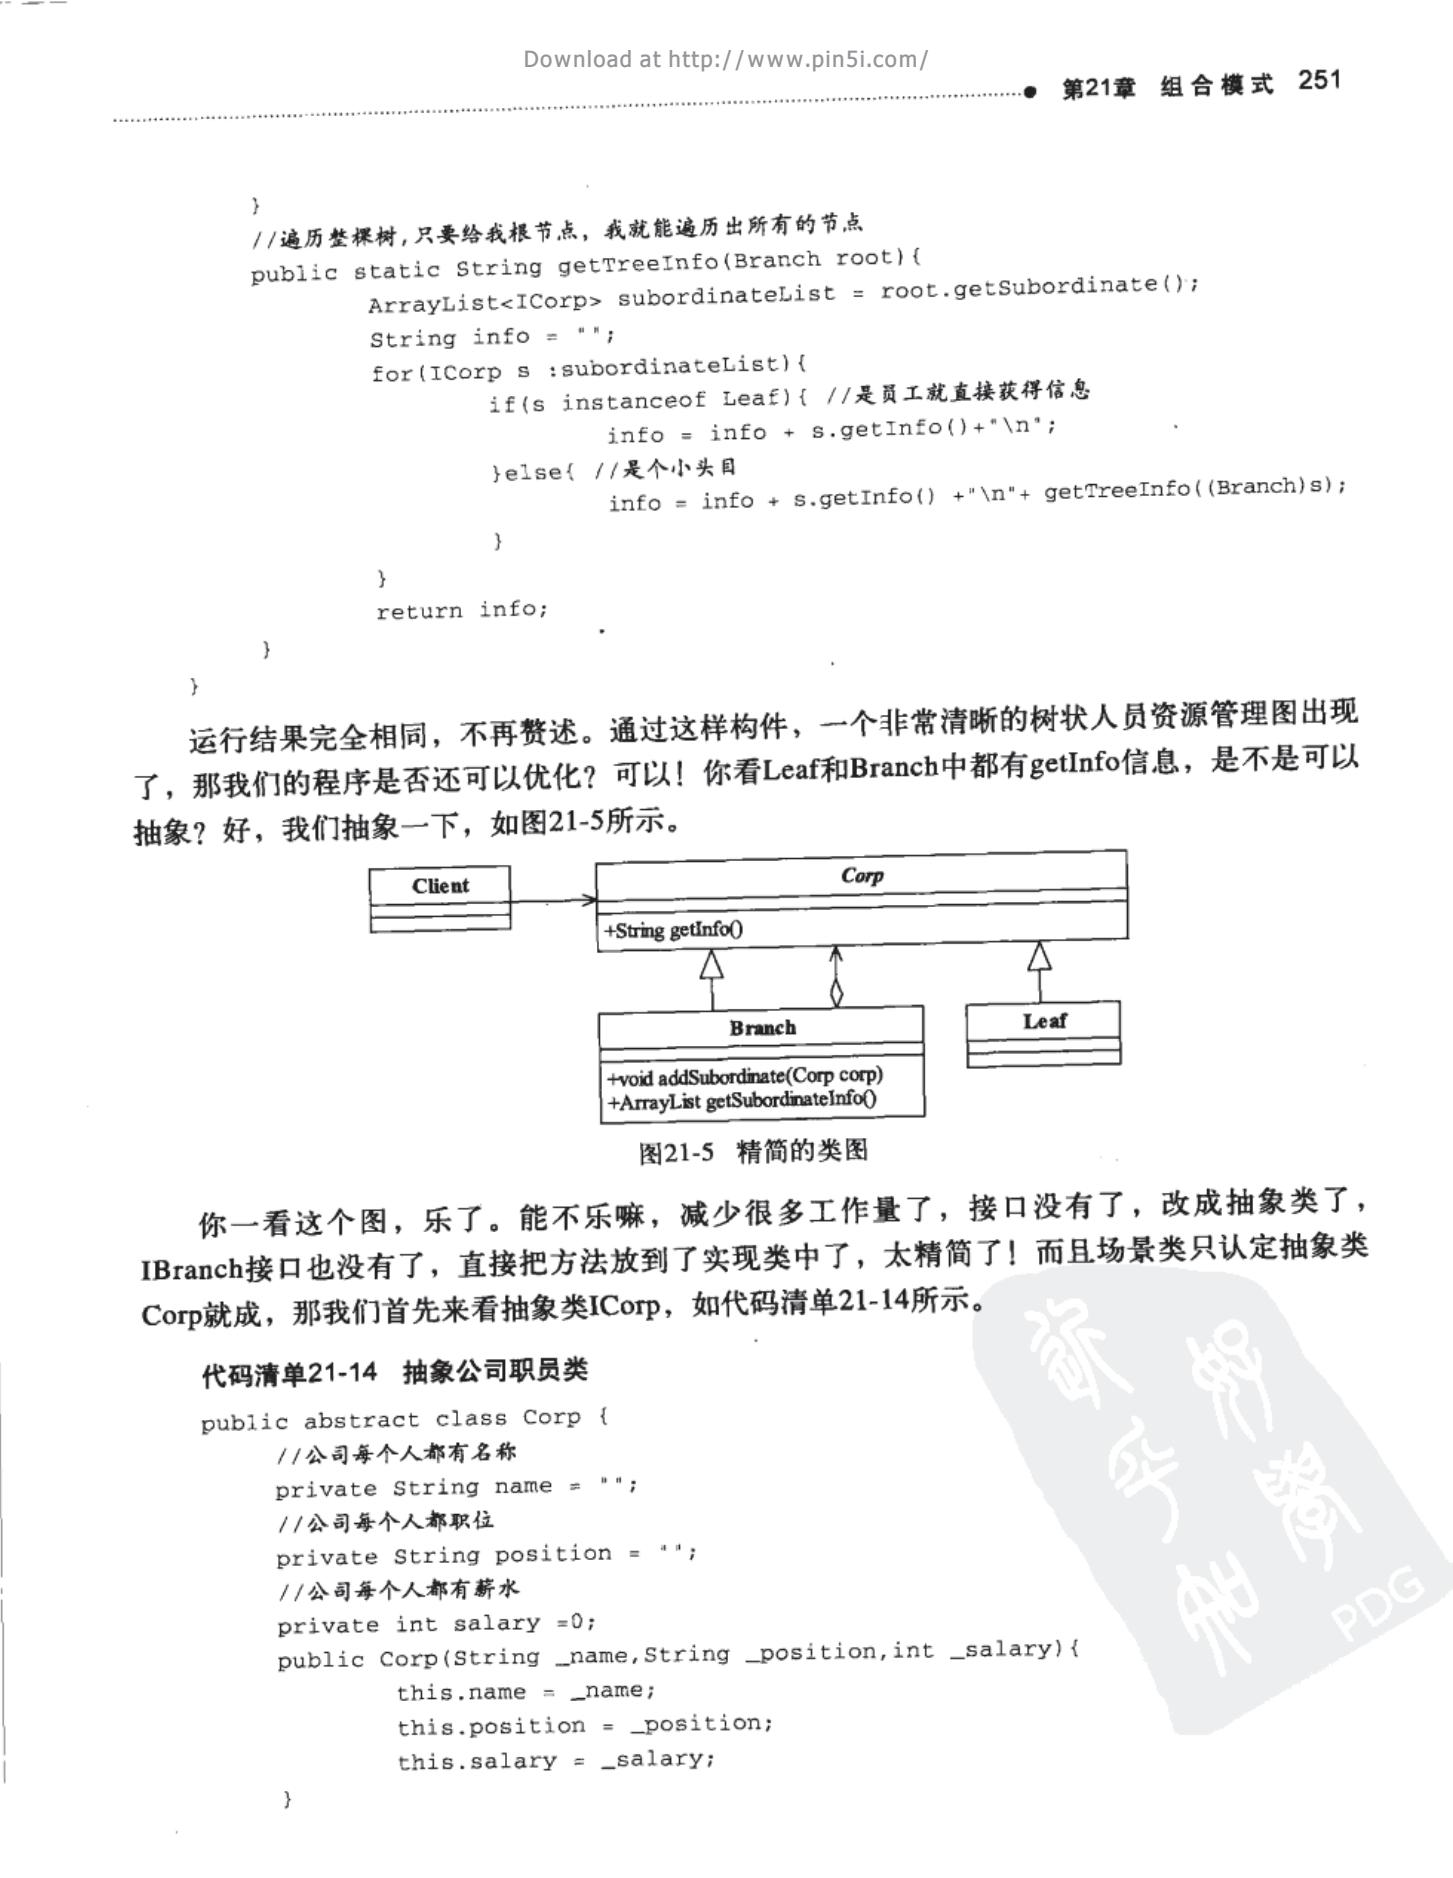 Download at http://www.pin5i.com/
第21章 组合模式 251
}
//遍历整棵树,只要给我根节点，我就能遍历出所有的节点
public static String getTreeInfo(Branch root){
ArrayList<ICorp> subordinateList = root.getSubordinate();
String info = "";
for(ICorp s :subordinateList){
if(s instanceof Leaf){ //是员工就直接获得信息
info = info + s.getInfo()+"\n";
}else{ //是个小头目
info = info + s.getInfo() +"\n"+ getTreeInfo((Branch)s);
}
}
return info;
}
}
运行结果完全相同，不再赘述。通过这样构件，一个非常清晰的树状人员资源管理图出现
了，那我们的程序是否还可以优化？可以！你看Leaf和Branch中都有getInfo信息，是不是可以
抽象？好，我们抽象一下，如图21-5所示。
Client
Corp
+String getInfo()
Branch
Leaf
+void addSubordinate(Corp corp)
+ArrayList getSubordinateInfo()
图21-5 精简的类图
你一看这个图，乐了。能不乐嘛，减少很多工作量了，接口没有了，改成抽象类了，
IBranch接口也没有了，直接把方法放到了实现类中了，太精简了！而且场景类只认定抽象类
Corp就成，那我们首先来看抽象类ICorp，如代码清单21-14所示。
代码清单21-14 抽象公司职员类
public abstract class Corp {
//公司每个人都有名称
private String name = "";
//公司每个人都职位
private String position = "";
//公司每个人都有薪水
private int salary =0;
public Corp(String _name,String _position,int _salary){
this.name = _name;
this.position = _position;
this.salary = _salary;
}
PDG